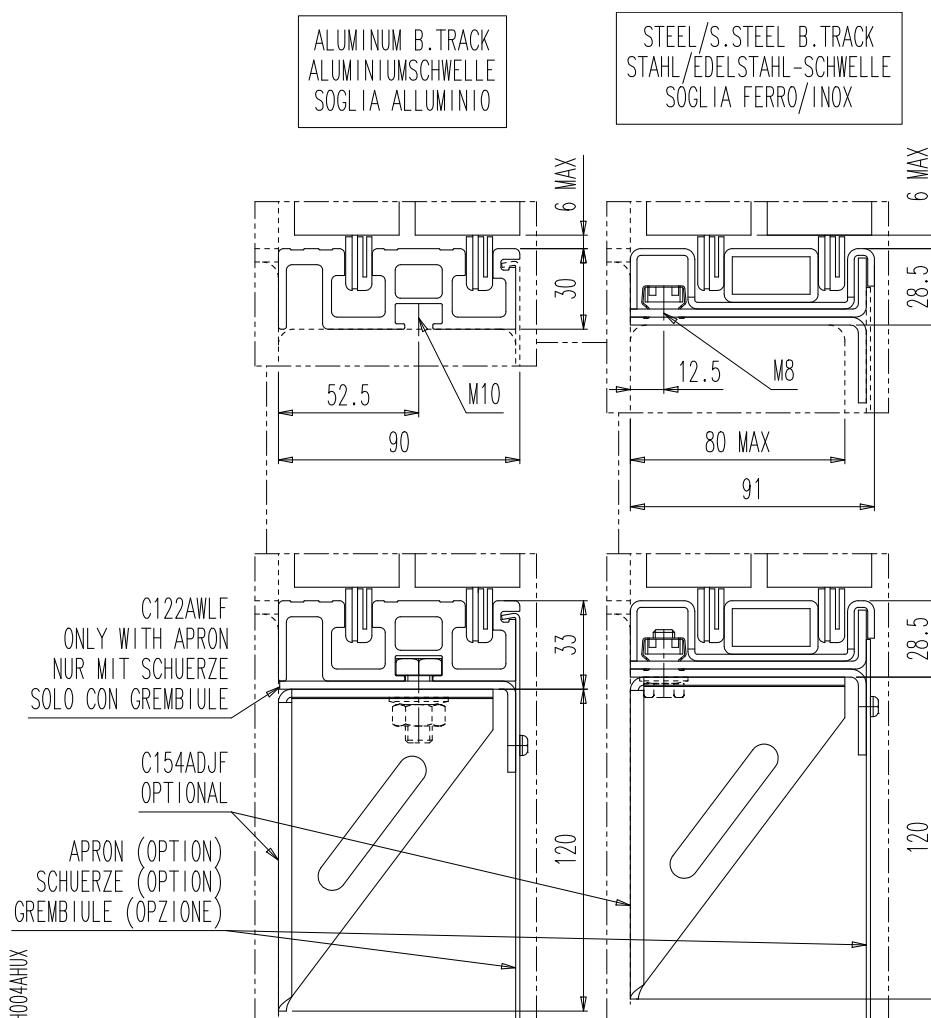 ALUMINUM B.TRACK
ALUMINIUMSCHWELLE
SOGLIA ALLUMINIO
STEEL/S.STEEL B.TRACK
STAHL/EDELSTAHL-SCHWELLE
SOGLIA FERRO/INOX
6 MAX
30
52.5
M10
90
6 MAX
28.5
12.5
M8
80 MAX
91
C122AWLF
ONLY WITH APRON
NUR MIT SCHUERZE
SOLO CON GREMBIULE
33
28.5
C154ADJF
OPTIONAL
APRON (OPTION)
SCHUERZE (OPTION)
GREMBIULE (OPZIONE)
120
120
H004AHUX